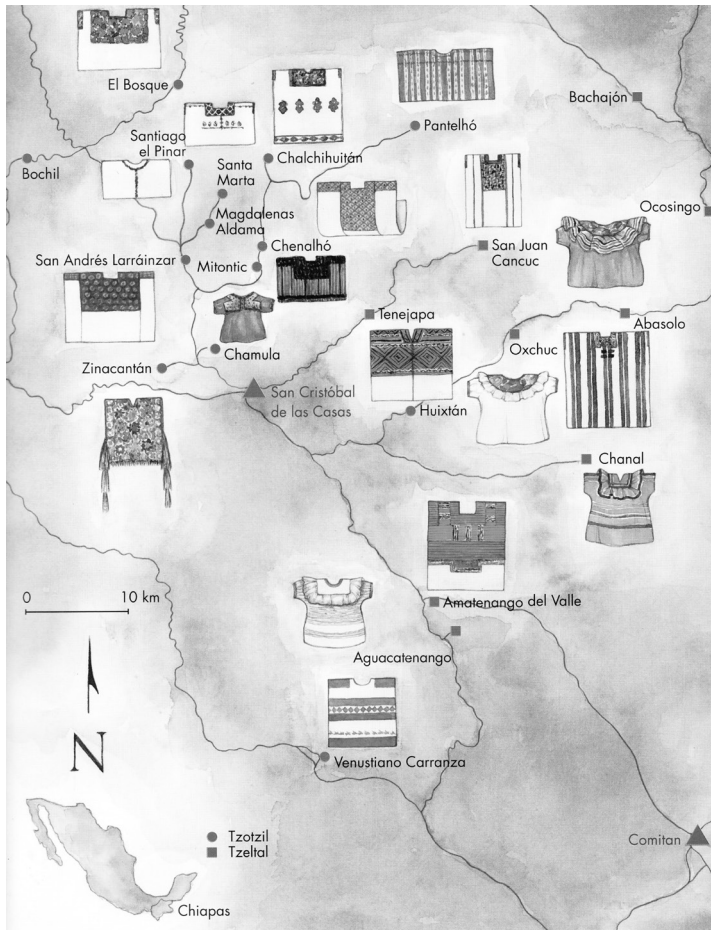 El Bosque
Bachajón
Pantelhó
Santiago
el Pinar
Chalchihuitán
Bochil
Santa
Marta
Ocosingo
Magdalenas
Aldama
San Juan
Cancuc
Chenalhó
San Andrés Larráinzar
Mitontic
Tenejapa
Abasolo
Oxchuc
Chamula
Zinacantán
San Cristóbal
de las Casas
Huixtán
Chanal
0
10 km
Amatenango del Valle
Aguacatenango
N
Venustiano Carranza
Tzotzil
Tzeltal
Comitan
Chiapas